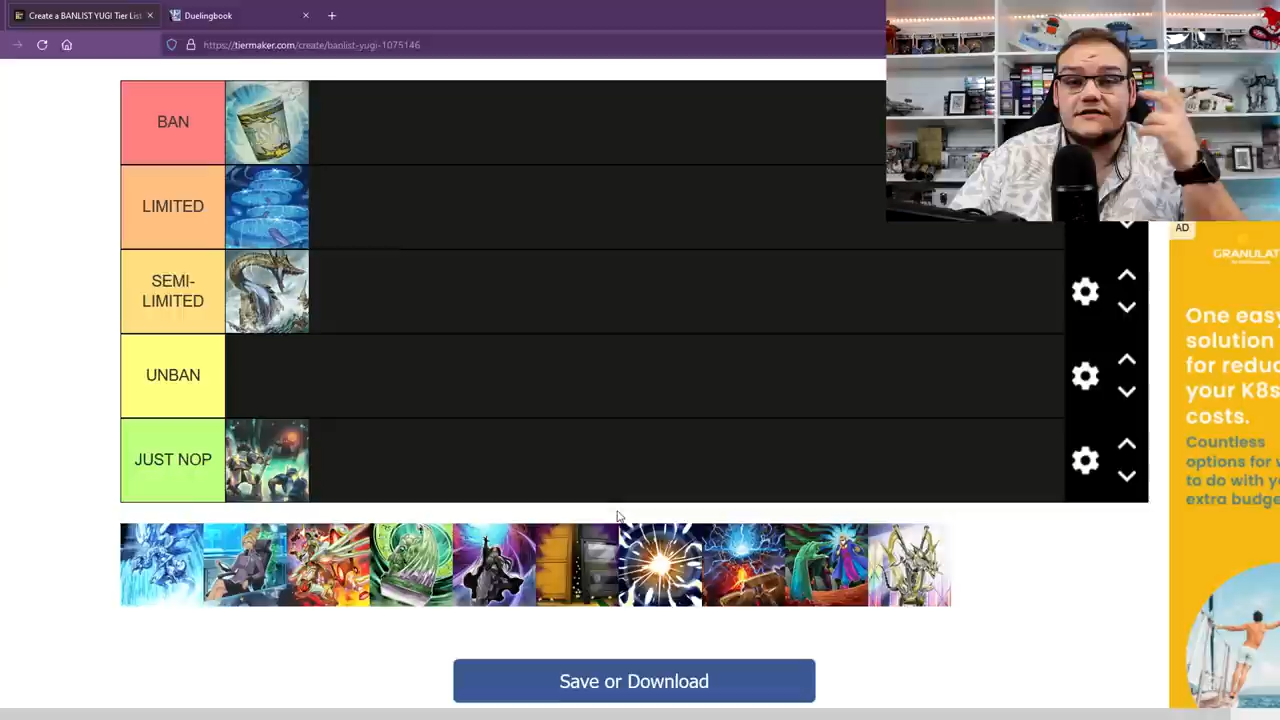 Create a BANLIST YUGI Tier List
Duelingbook
https://tiermaker.com/create/banlist-yugi-1075146
BAN
LIMITED
SEMI-
LIMITED
UNBAN
JUST NOP
AD
GRANULAT
One easy
solution
for reduc
your K8s
costs.
Countless
options for w
to do with yo
extra budge
Save or Download